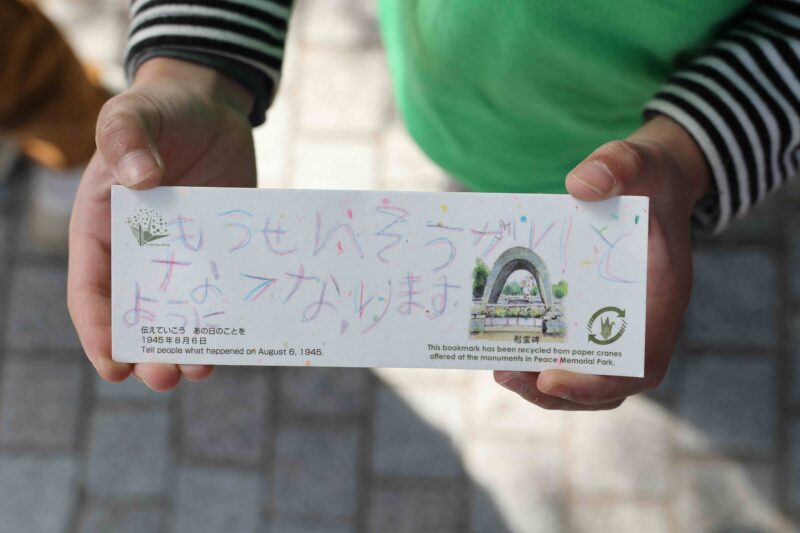 もうせんそうが
なります
ように
伝えていこう あの日のことを
1945年8月6日
Tell people what happened on August 6, 1945.
慰霊碑
This bookmark has been recycled from paper cranes
offered at the monuments in Peace Memorial Park.